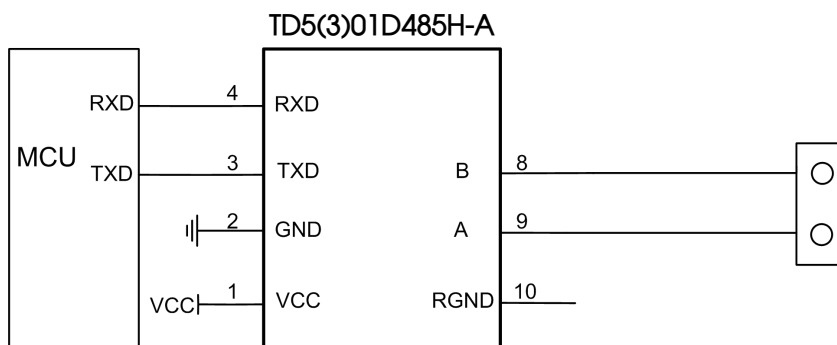 TD5(3)01D485H-A
RXD 4 RXD
MCU TXD 3 TXD B 8
2 GND A 9
VCC 1 VCC RGND 10